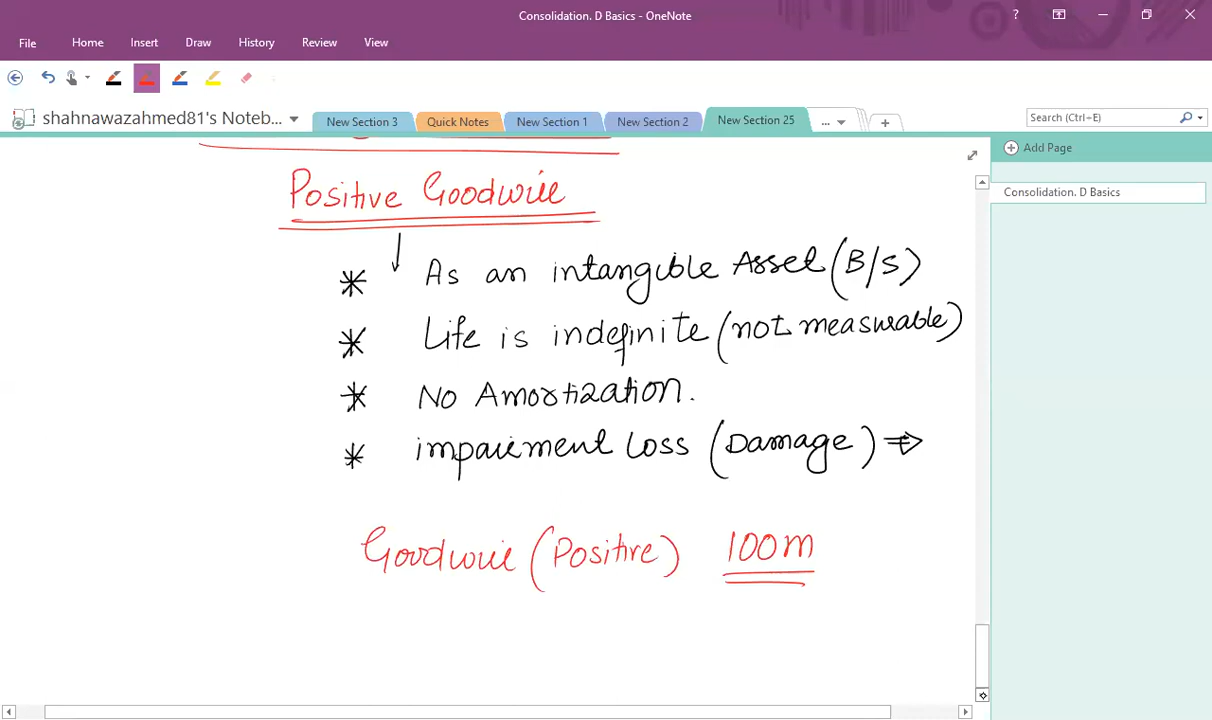 Consolidation. D Basics - OneNote
?
File Home Insert Draw History Review View
shahnawazahmed81's Noteb... New Section 3 Quick Notes New Section 1 New Section 2 New Section 25 ... Search (Ctrl+E)
Add Page
Consolidation. D Basics
Positive Goodwill
* As an intangible Asset (B/S)
* Life is indefinite (not measurable)
* No Amortization.
* impairment loss (Damage) ⇒
Goodwill (Positive) 100m